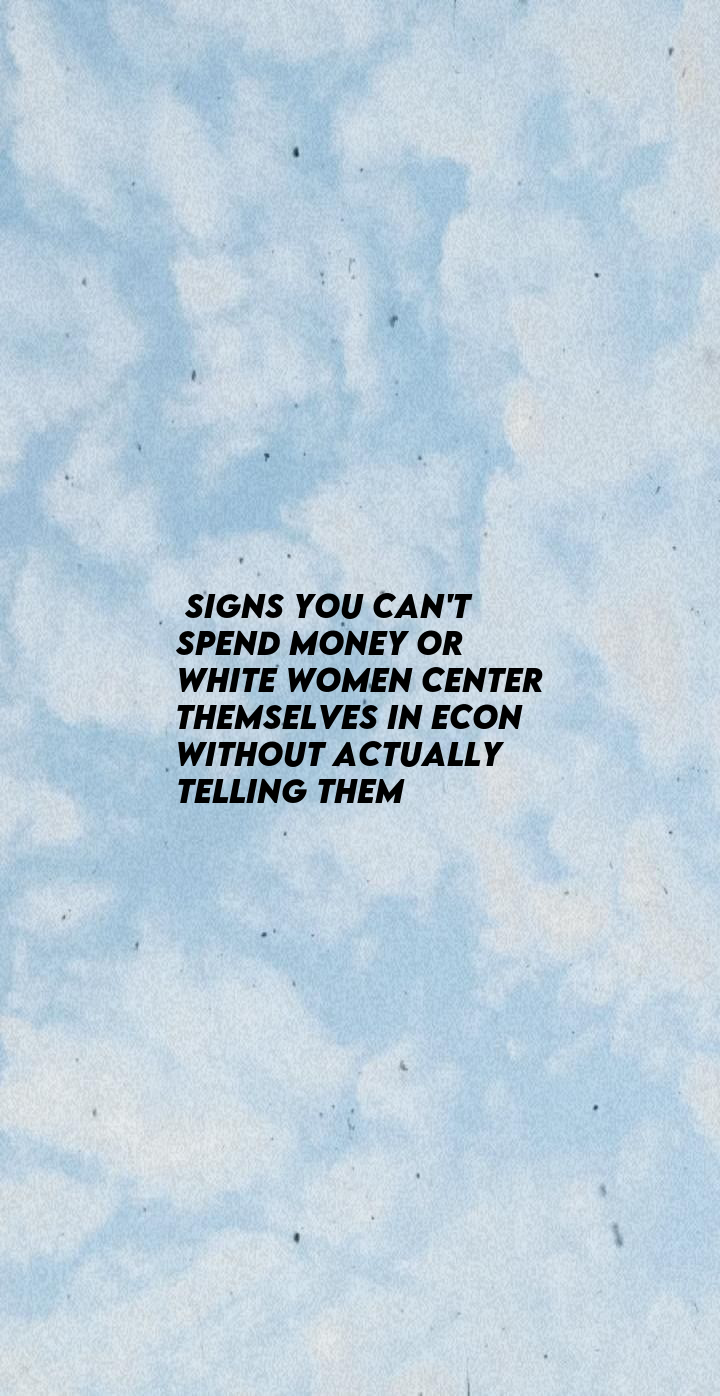 SIGNS YOU CAN'T
SPEND MONEY OR
WHITE WOMEN CENTER
THEMSELVES IN ECON
WITHOUT ACTUALLY
TELLING THEM